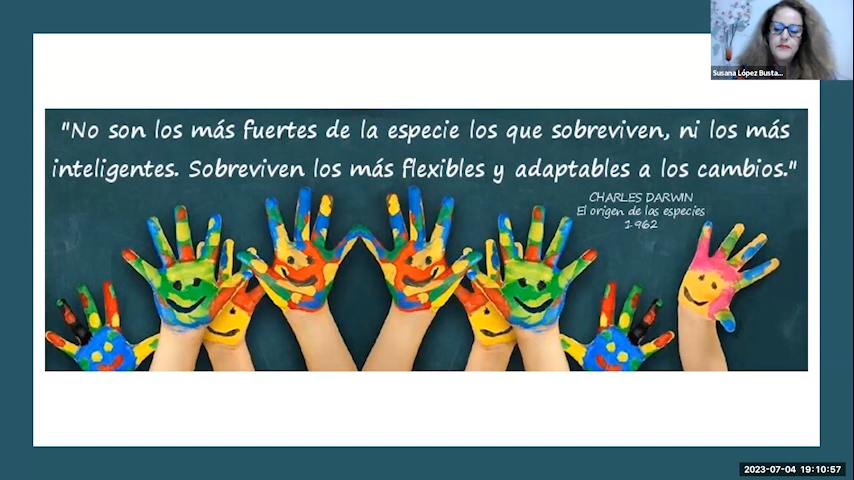 Susana López Busta...
"No son los más fuertes de la especie los que sobreviven, ni los más
inteligentes. Sobreviven los más flexibles y adaptables a los cambios."
CHARLES DARWIN
El origen de las especies
1962
2023-07-04 19:10:57